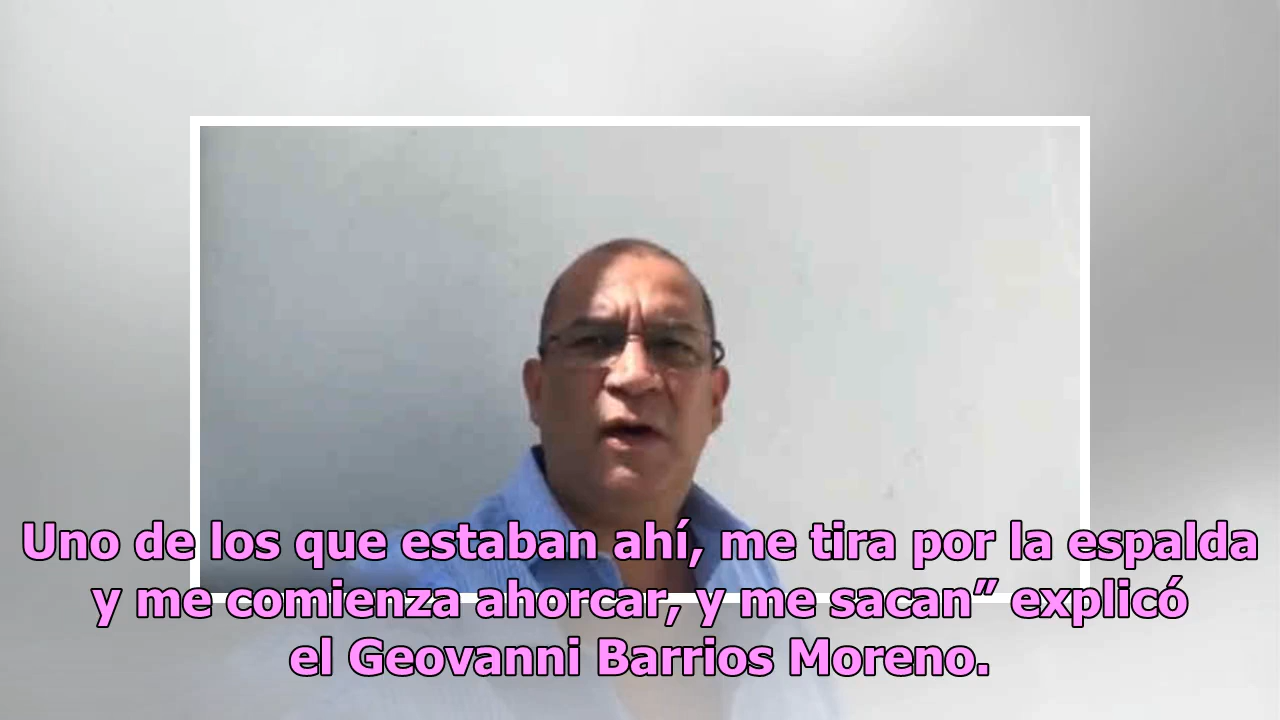 Uno de los que estaban ahí, me tira por la espalda
y me comienza ahorcar, y me sacan” explicó
el Geovanni Barrios Moreno.